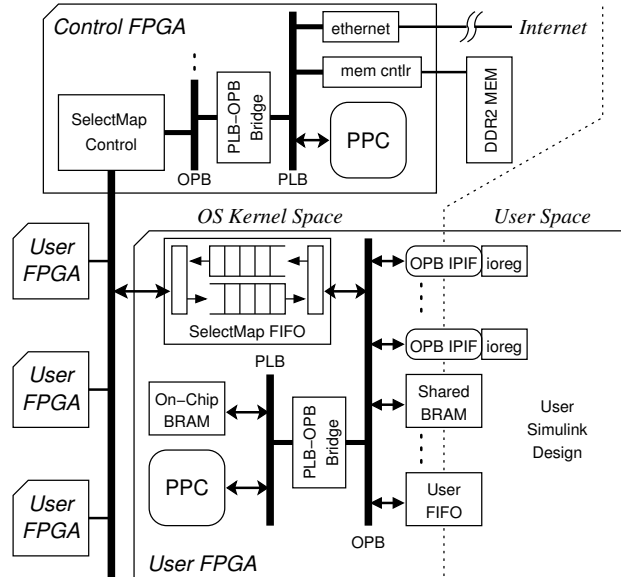 Control FPGA
ethernet
Internet
mem cntlr
SelectMap
Control
PLB-OPB
Bridge
PPC
DDR2 MEM
OPB
PLB
OS Kernel Space
User Space
User
FPGA
OPB IPIF
ioreg
SelectMap FIFO
OPB IPIF
ioreg
PLB
User
FPGA
On-Chip
BRAM
PLB-OPB
Bridge
Shared
BRAM
User
Simulink
Design
PPC
User
FIFO
User
FPGA
OPB
User FPGA